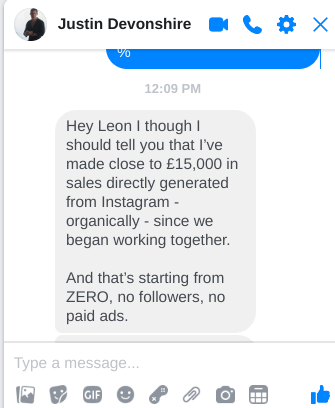 Justin Devonshire
%
12:09 PM
Hey Leon I though I
should tell you that I've
made close to £15,000 in
sales directly generated
from Instagram -
organically - since we
began working together.
And that's starting from
ZERO, no followers, no
paid ads.
Type a message...
GIF